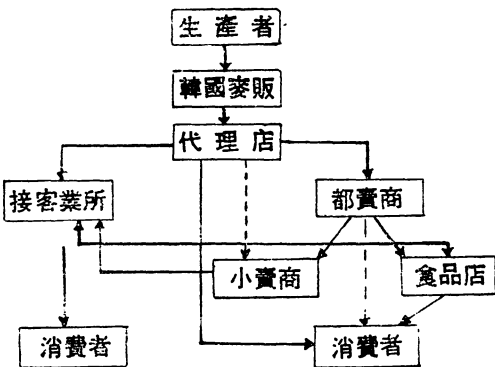 生產者
韓國麥販
代理店
接客業所
都賣商
小賣商
食品店
消費者
消費者